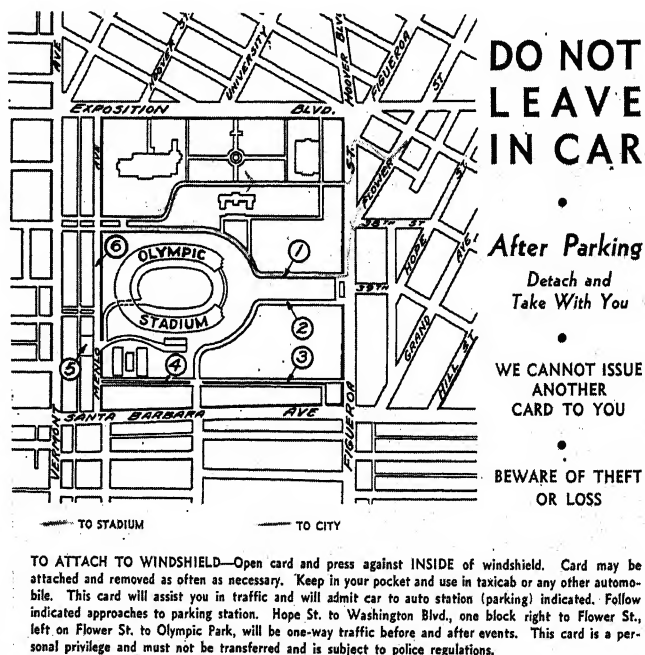 AVE
HOOVER ST.
UNIVERSITY
HOOVER BLVD
FIGUEROA
ST
EXPOSITION BLVD.
AVE
ST.
FLOWER
ST
38TH ST
HOPE
AVE
6
OLYMPIC
STADIUM
1
39TH
2
GRAND
HILL ST
3
4
5
MENLO
SANTA BARBARA AVE
VERMONT
FIGUEROA
TO STADIUM
TO CITY
DO NOT
LEAVE
IN CAR
After Parking
Detach and
Take With You
WE CANNOT ISSUE
ANOTHER
CARD TO YOU
BEWARE OF THEFT
OR LOSS
TO ATTACH TO WINDSHIELD—Open card and press against INSIDE of windshield. Card may be
attached and removed as often as necessary. Keep in your pocket and use in taxicab or any other automo-
bile. This card will assist you in traffic and will admit car to auto station (parking) indicated. Follow
indicated approaches to parking station. Hope St. to Washington Blvd., one block right to Flower St.,
left on Flower St. to Olympic Park, will be one-way traffic before and after events. This card is a per-
sonal privilege and must not be transferred and is subject to police regulations.